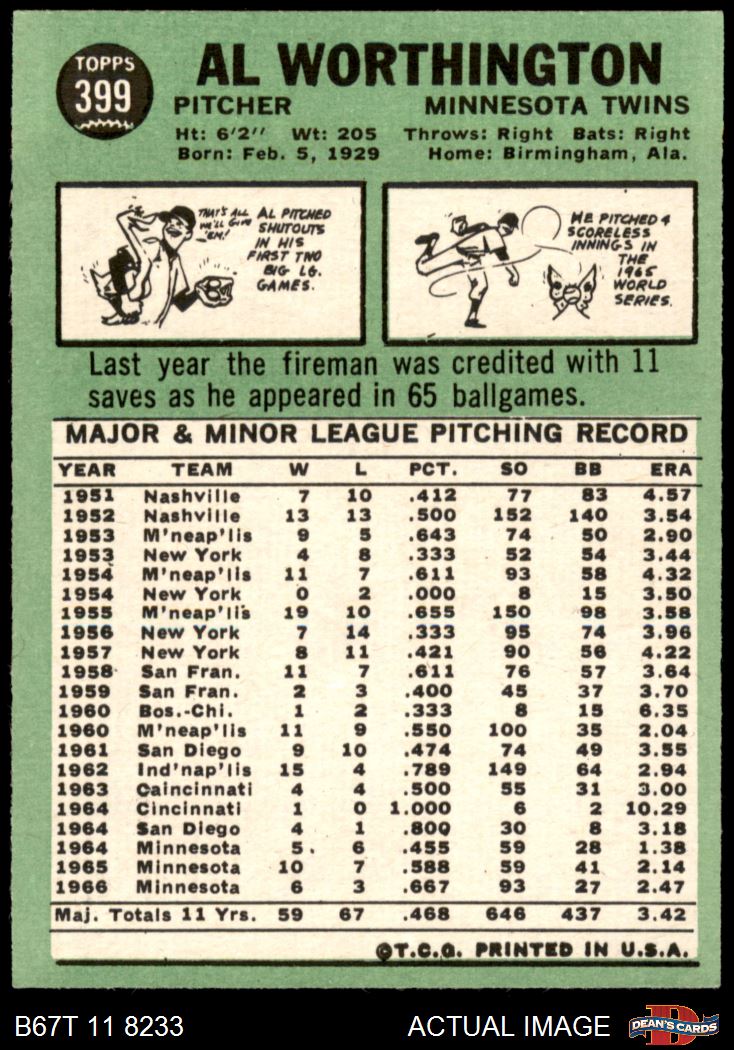 TOPPS
399
AL WORTHINGTON
PITCHER MINNESOTA TWINS
Ht: 6'2" Wt: 205 Throws: Right Bats: Right
Born: Feb. 5, 1929 Home: Birmingham, Ala.
THAT'S ALL
WE'LL GIVE
'EM!
AL PITCHED
SHUTOUTS
IN HIS
FIRST TWO
BIG LG.
GAMES.
HE PITCHED 4
SCORELESS
INNINGS IN
THE
1965
WORLD
SERIES.
Last year the fireman was credited with 11
saves as he appeared in 65 ballgames.
MAJOR & MINOR LEAGUE PITCHING RECORD
YEAR TEAM W L PCT. SO BB ERA
1951 Nashville 7 10 .412 77 83 4.57
1952 Nashville 13 13 .500 152 140 3.54
1953 M'neap'lis 9 5 .643 74 50 2.90
1953 New York 4 8 .333 52 54 3.44
1954 M'neap'lis 11 7 .611 93 58 4.32
1954 New York 0 2 .000 8 15 3.50
1955 M'neap'lis 19 10 .655 150 98 3.58
1956 New York 7 14 .333 95 74 3.96
1957 New York 8 11 .421 90 56 4.22
1958 San Fran. 11 7 .611 76 57 3.64
1959 San Fran. 2 3 .400 45 37 3.70
1960 Bos.-Chi. 1 2 .333 8 15 6.35
1960 M'neap'lis 11 9 .550 100 35 2.04
1961 San Diego 9 10 .474 74 49 3.55
1962 Ind'nap'lis 15 4 .789 149 64 2.94
1963 Caincinnati 4 4 .500 55 31 3.00
1964 Cincinnati 1 0 1.000 6 2 10.29
1964 San Diego 4 1 .800 30 8 3.18
1964 Minnesota 5 6 .455 59 28 1.38
1965 Minnesota 10 7 .588 59 41 2.14
1966 Minnesota 6 3 .667 93 27 2.47
Maj. Totals 11 Yrs. 59 67 .468 646 437 3.42
©T.C.G. PRINTED IN U.S.A.
B67T 11 8233 ACTUAL IMAGE D DEAN'S CARDS